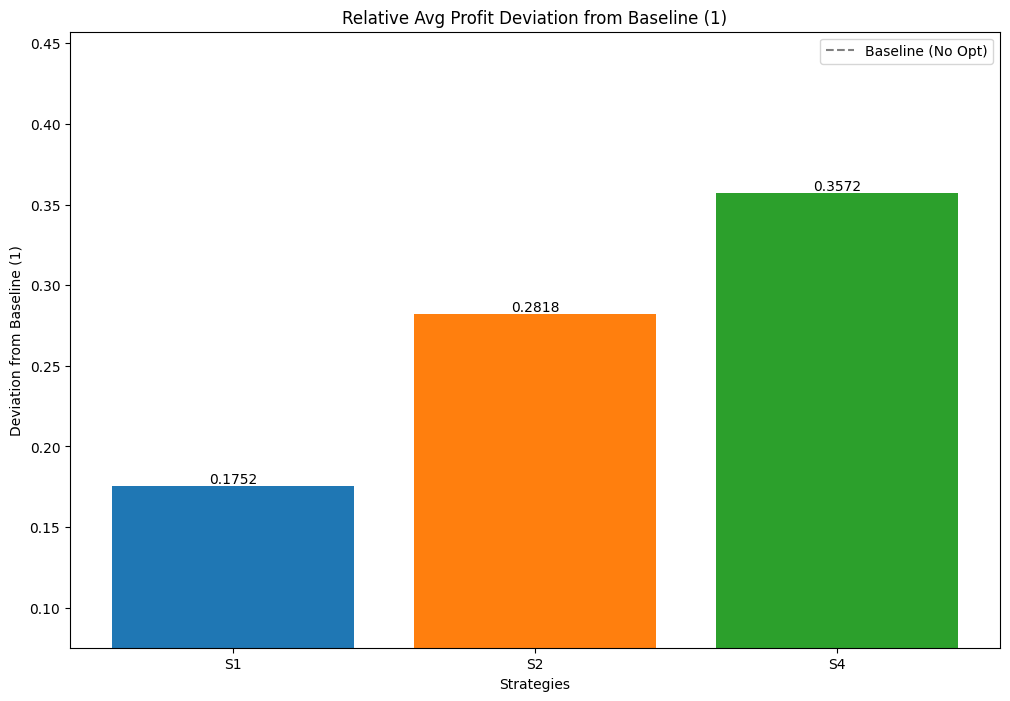 Relative Avg Profit Deviation from Baseline (1)
Baseline (No Opt)
Deviation from Baseline (1)
0.45
0.40
0.35
0.30
0.25
0.20
0.15
0.10
0.1752
0.2818
0.3572
S1
S2
S4
Strategies